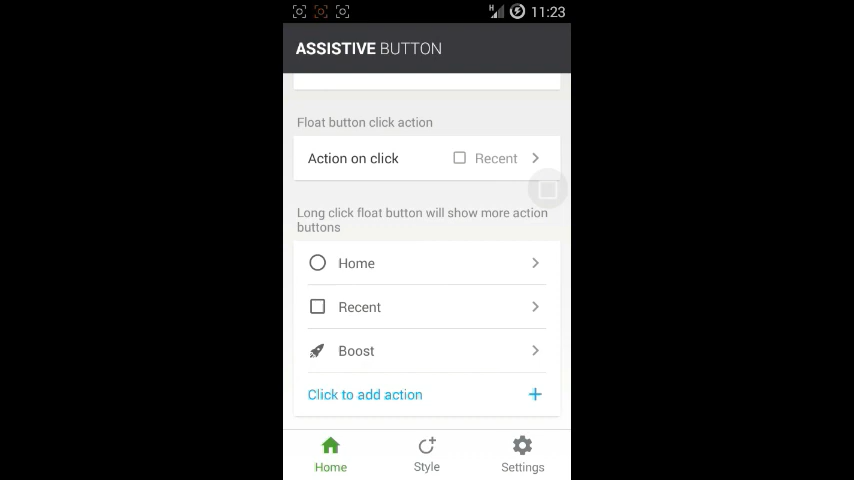 H 11:23
ASSISTIVE BUTTON
Float button click action
Action on click Recent
Long click float button will show more action
buttons
Home
Recent
Boost
Click to add action +
Home Style Settings